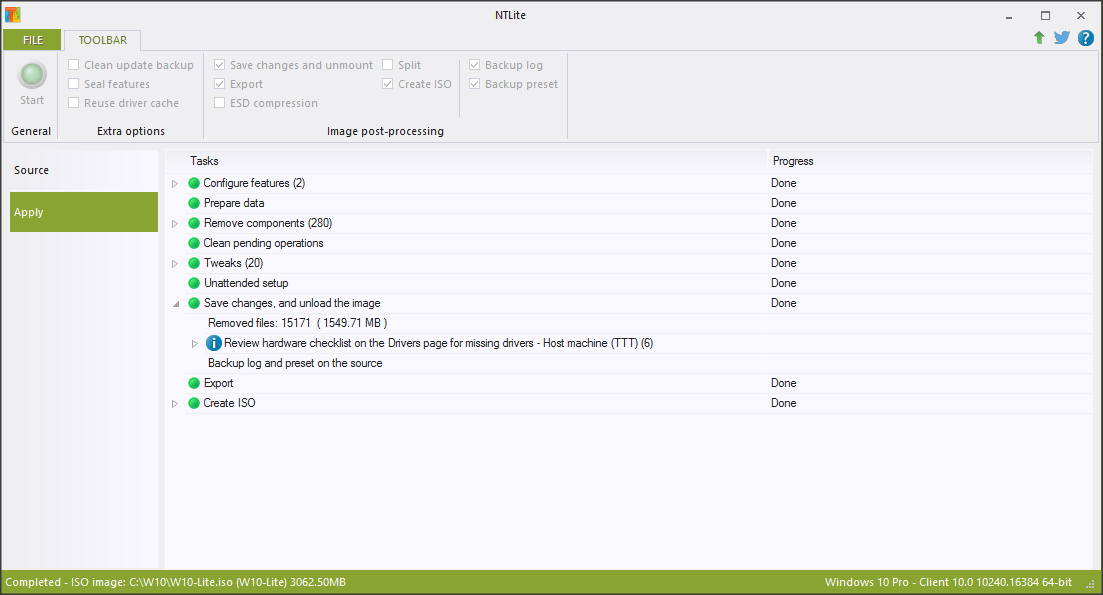 NTLite
FILE
TOOLBAR
Clean update backup
Seal features
Reuse driver cache
Save changes and unmount
Export
ESD compression
Split
Create ISO
Backup log
Backup preset
Start
General
Extra options
Image post-processing
Source
Apply
Tasks Progress
Configure features (2) Done
Prepare data Done
Remove components (280) Done
Clean pending operations Done
Tweaks (20) Done
Unattended setup Done
Save changes, and unload the image Done
Removed files: 15171 ( 1549.71 MB )
Review hardware checklist on the Drivers page for missing drivers - Host machine (TTT) (6)
Backup log and preset on the source
Export Done
Create ISO Done
Completed - ISO image: C:\W10\W10-Lite.iso (W10-Lite) 3062.50MB Windows 10 Pro - Client 10.0 10240.16384 64-bit